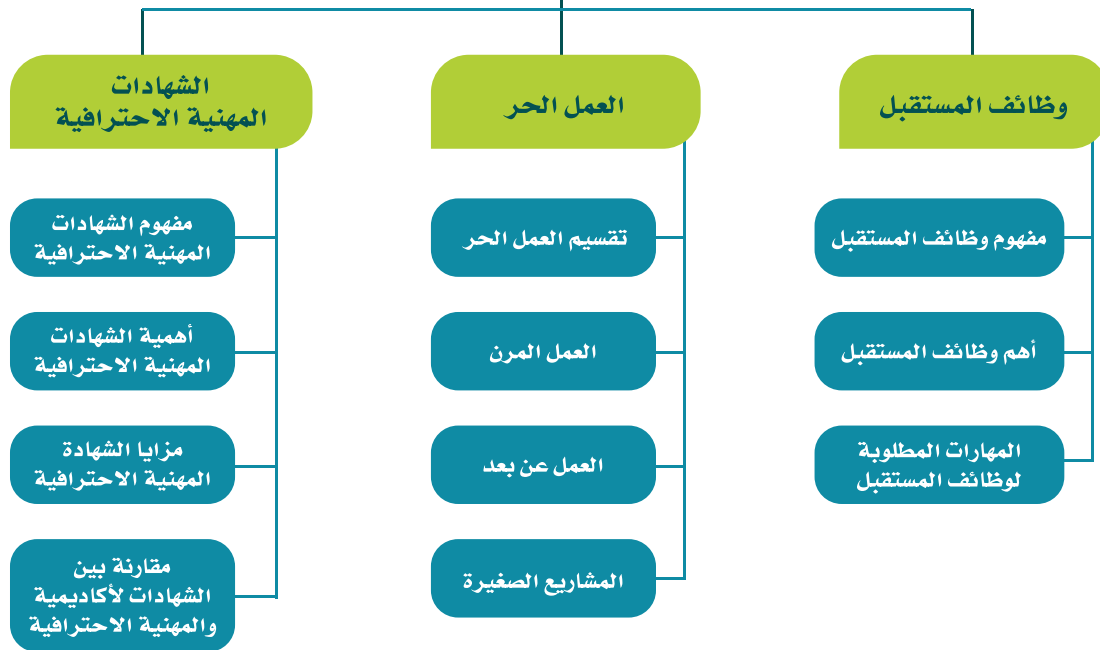 وظائف المستقبل
مفهوم وظائف المستقبل
أهم وظائف المستقبل
المهارات المطلوبة
لوظائف المستقبل
العمل الحر
تقسيم العمل الحر
العمل المرن
العمل عن بعد
المشاريع الصغيرة
الشهادات
المهنية الاحترافية
مفهوم الشهادات
المهنية الاحترافية
أهمية الشهادات
المهنية الاحترافية
مزايا الشهادة
المهنية الاحترافية
مقارنة بين
الشهادات لأكاديمية
والمهنية الاحترافية